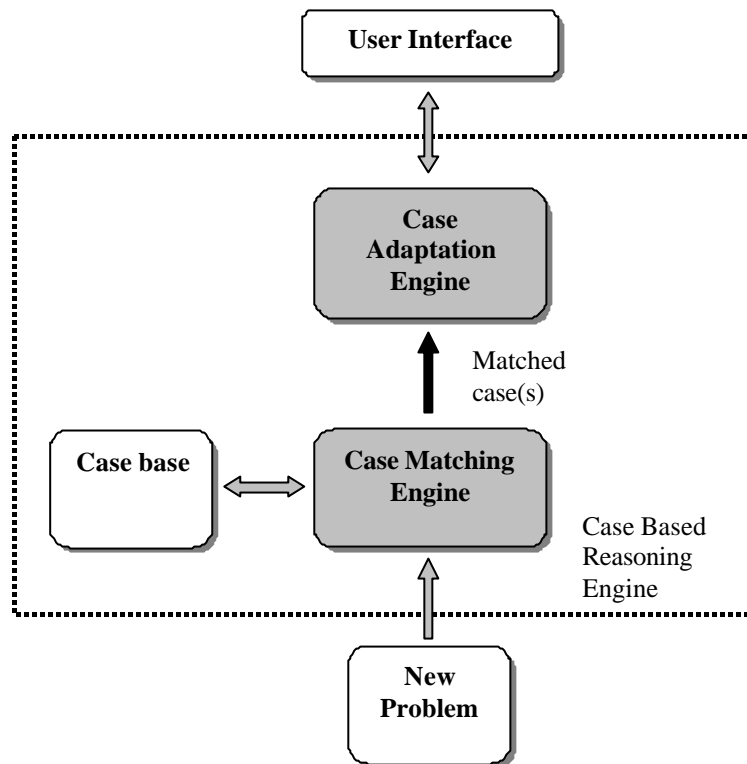 User Interface
Case
Adaptation
Engine
Matched
case(s)
Case base
Case Matching
Engine
Case Based
Reasoning
Engine
New
Problem